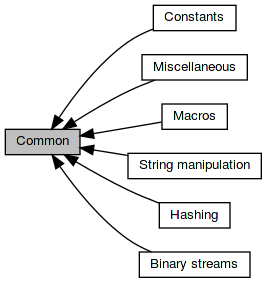 Constants
Miscellaneous
Macros
Common
String manipulation
Hashing
Binary streams